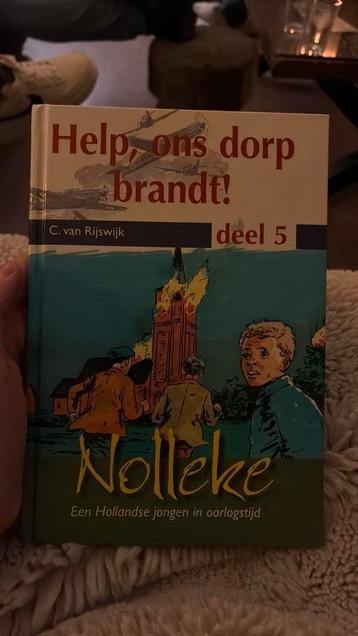 Help, ons dorp
brandt!
C. van Rijswijk
deel 5
Nolleke
Een Hollandse jongen in oorlogstijd